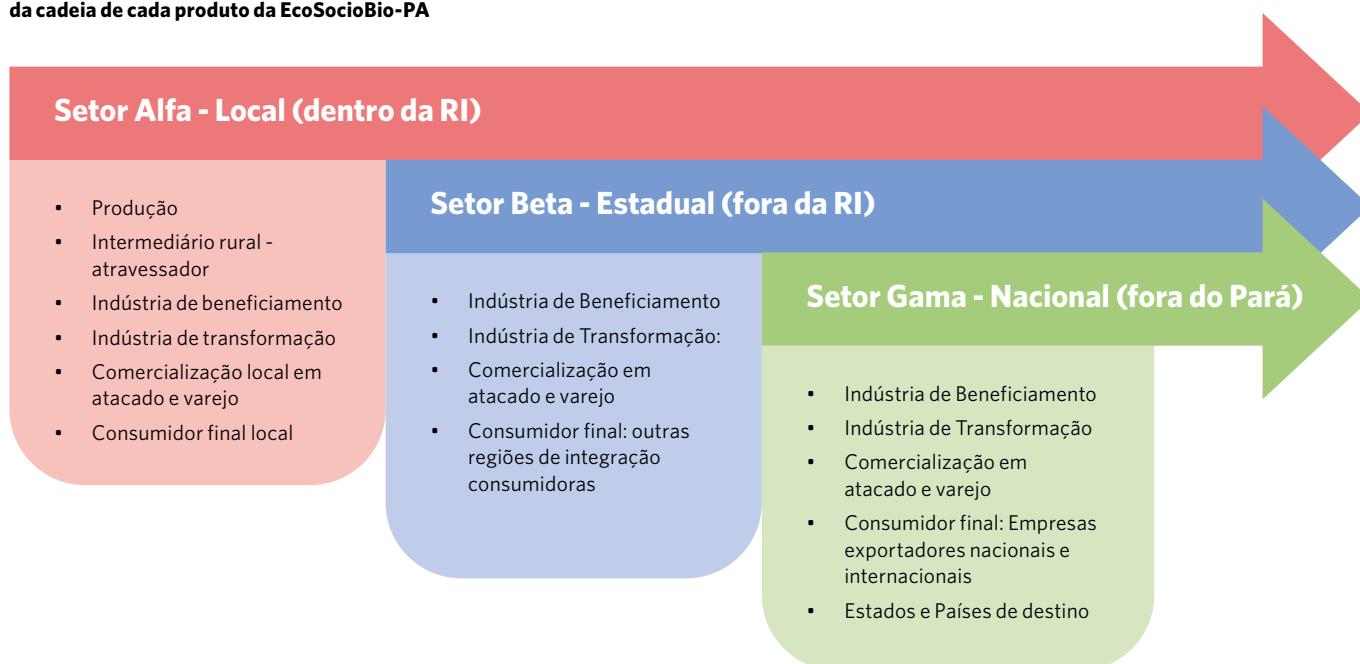 da cadeia de cada produto da EcoSocioBio-PA
Setor Alfa - Local (dentro da RI)
• Produção
• Intermediário rural -
atravessador
• Indústria de beneficiamento
• Indústria de transformação
• Comercialização local em
atacado e varejo
• Consumidor final local
Setor Beta - Estadual (fora da RI)
• Indústria de Beneficiamento
• Indústria de Transformação:
• Comercialização em
atacado e varejo
• Consumidor final: outras
regiões de integração
consumidoras
Setor Gama - Nacional (fora do Pará)
• Indústria de Beneficiamento
• Indústria de Transformação
• Comercialização em
atacado e varejo
• Consumidor final: Empresas
exportadores nacionais e
internacionais
• Estados e Países de destino